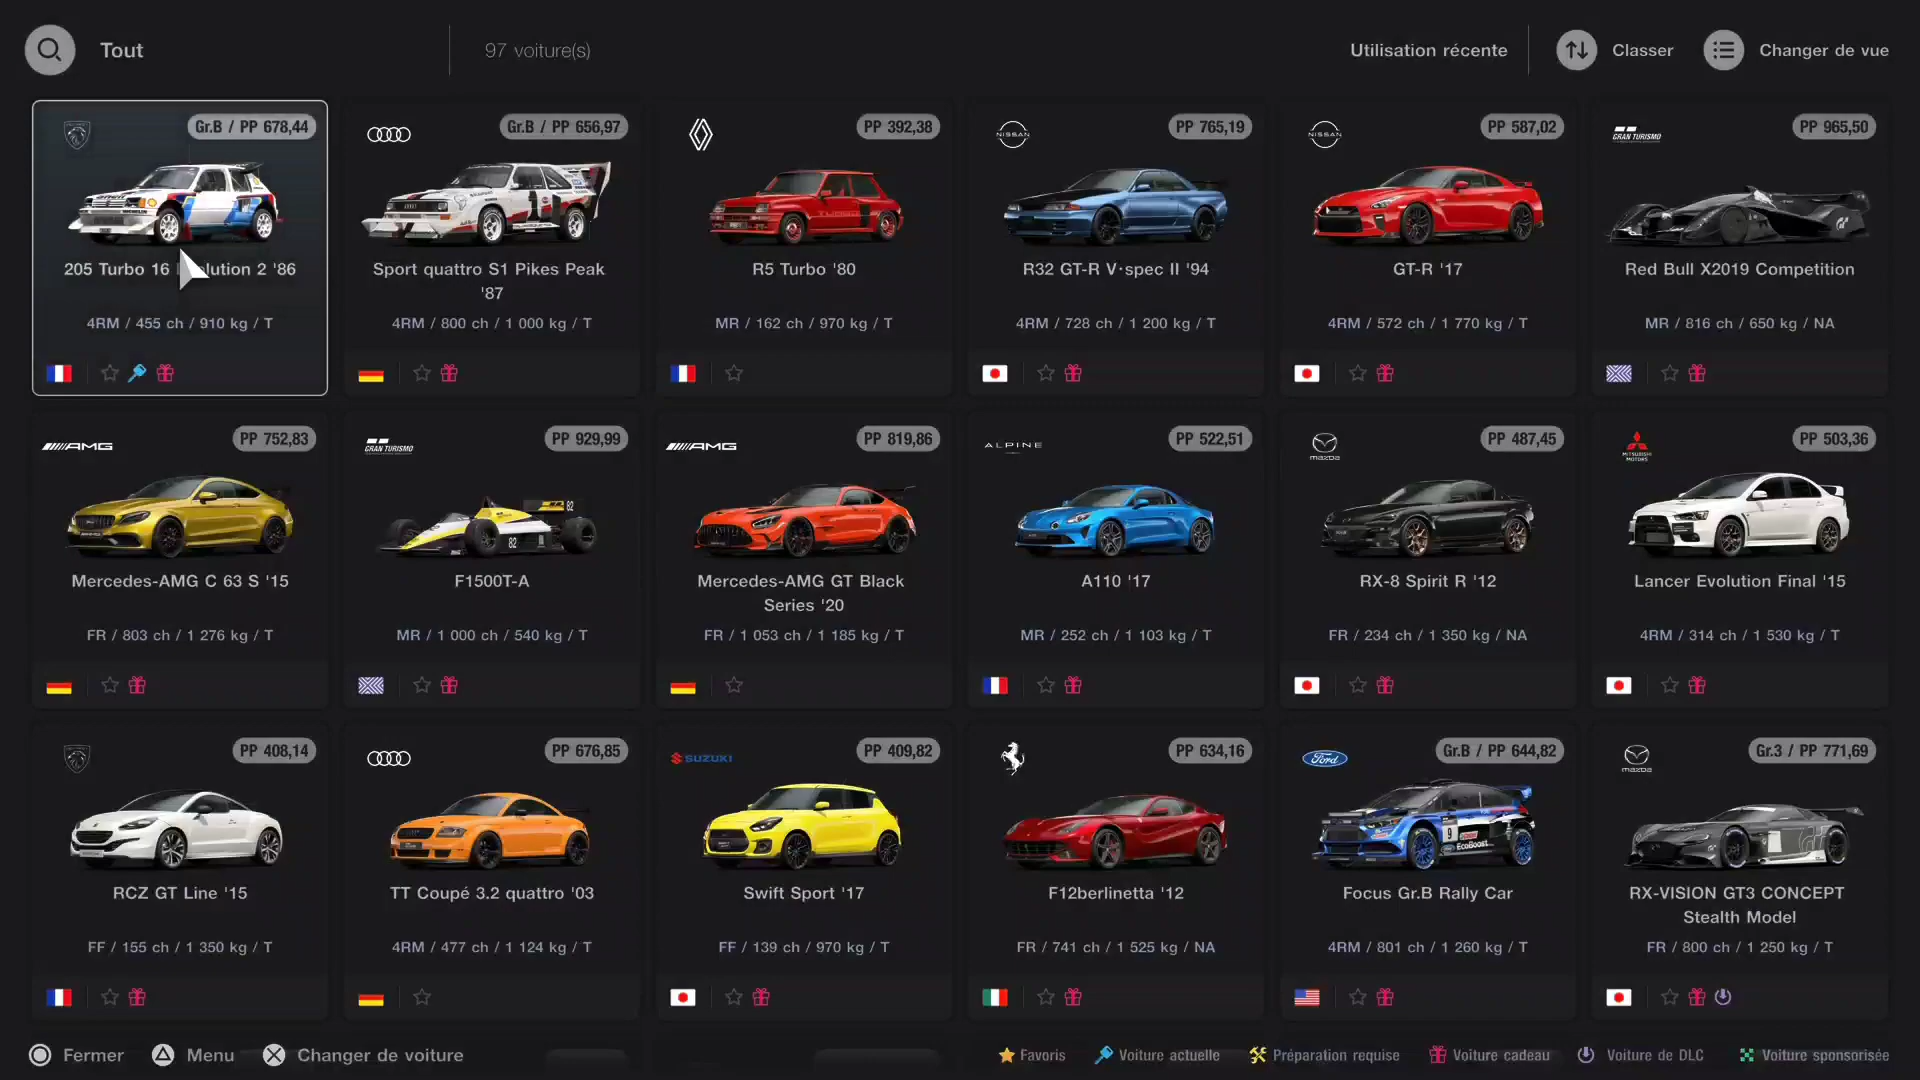 Tout
97 voiture(s)
Utilisation récente
Classer
Changer de vue
Gr.B / PP 678,44
205 Turbo 16 lution 2 '86
4RM / 455 ch / 910 kg / T
Gr.B / PP 656,97
Sport quattro S1 Pikes Peak
'87
4RM / 800 ch / 1 000 kg / T
PP 392,38
R5 Turbo '80
MR / 162 ch / 970 kg / T
NISSAN
PP 765,19
R32 GT-R V·spec II '94
4RM / 728 ch / 1 200 kg / T
NISSAN
PP 587,02
GT-R '17
4RM / 572 ch / 1 770 kg / T
GRAN TURISMO
PP 965,50
Red Bull X2019 Competition
MR / 816 ch / 650 kg / NA
AMG
PP 752,83
Mercedes-AMG C 63 S '15
FR / 803 ch / 1 276 kg / T
GRAN TURISMO
PP 929,99
82
82
F1500T-A
MR / 1 000 ch / 540 kg / T
AMG
PP 819,86
Mercedes-AMG GT Black
Series '20
FR / 1 053 ch / 1 185 kg / T
ALPINE
PP 522,51
A110 '17
MR / 252 ch / 1 103 kg / T
mazda
PP 487,45
RX-8 Spirit R '12
FR / 234 ch / 1 350 kg / NA
MITSUBISHI
MOTORS
PP 503,36
Lancer Evolution Final '15
4RM / 314 ch / 1 530 kg / T
PP 408,14
RCZ GT Line '15
FF / 155 ch / 1 350 kg / T
PP 676,85
TT Coupé 3.2 quattro '03
4RM / 477 ch / 1 124 kg / T
SUZUKI
PP 409,82
Swift Sport '17
FF / 139 ch / 970 kg / T
PP 634,16
F12berlinetta '12
FR / 741 ch / 1 525 kg / NA
Ford
Gr.B / PP 644,82
9
EcoBoost
Focus Gr.B Rally Car
4RM / 801 ch / 1 260 kg / T
mazda
Gr.3 / PP 771,69
RX-VISION GT3 CONCEPT
Stealth Model
FR / 800 ch / 1 250 kg / T
Fermer
Menu
Changer de voiture
Favoris
Voiture actuelle
Préparation requise
Voiture cadeau
Voiture de DLC
Voiture sponsorisée